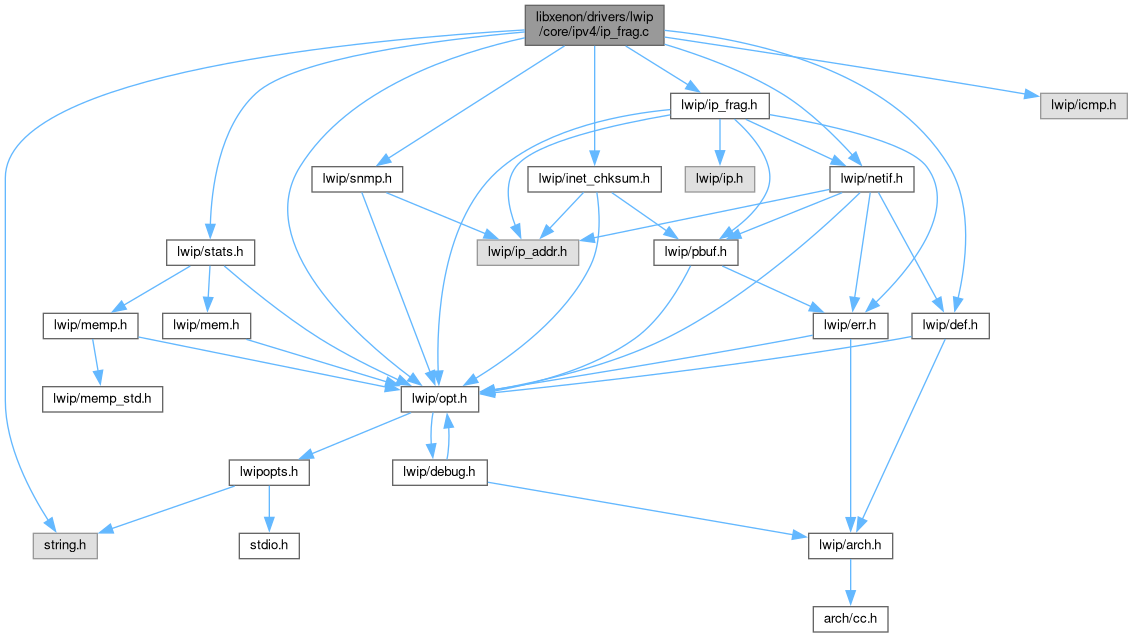 libxenon/drivers/lwip
/core/ipv4/ip_frag.c
lwip/ip_frag.h
lwip/icmp.h
lwip/snmp.h
lwip/inet_chksum.h
lwip/ip.h
lwip/netif.h
lwip/stats.h
lwip/ip_addr.h
lwip/pbuf.h
lwip/memp.h
lwip/mem.h
lwip/err.h
lwip/def.h
lwip/memp_std.h
lwip/opt.h
lwipopts.h
lwip/debug.h
string.h
stdio.h
lwip/arch.h
arch/cc.h